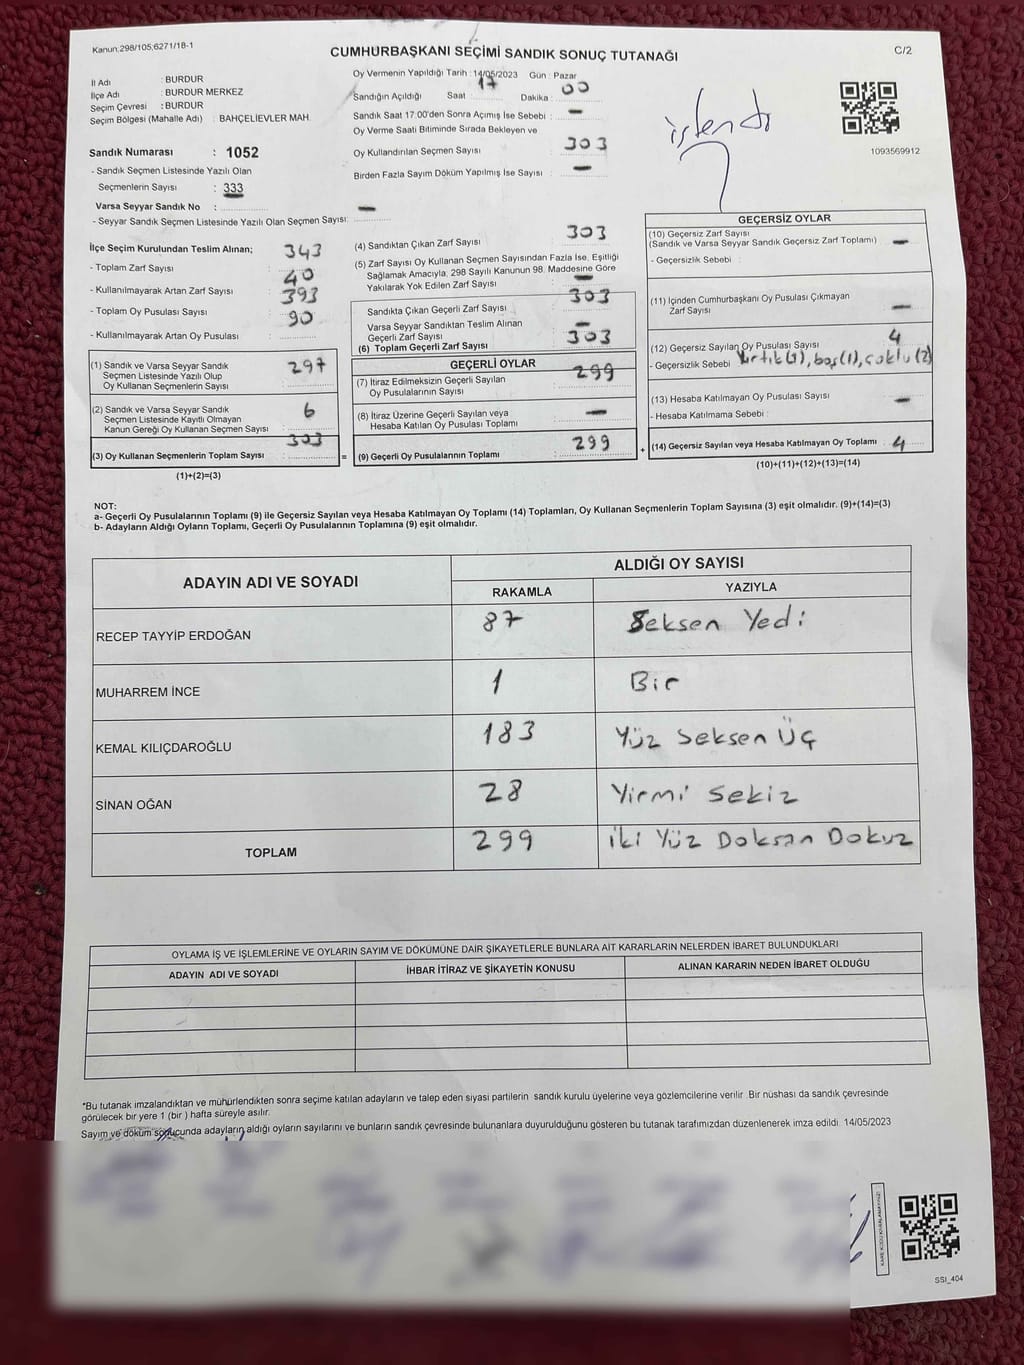 Kanun;298/105;6271/18-1
CUMHURBAŞKANI SEÇİMİ SANDIK SONUÇ TUTANAĞI
C/2
İl Adı : BURDUR
İlçe Adı : BURDUR MERKEZ
Seçim Çevresi : BURDUR
Seçim Bölgesi (Mahalle Adı) : BAHÇELİEVLER MAH.
Sandık Numarası : 1052
- Sandık Seçmen Listesinde Yazılı Olan
Seçmenlerin Sayısı : 333
Varsa Seyyar Sandık No : —
- Seyyar Sandık Seçmen Listesinde Yazılı Olan Seçmen Sayısı:
Oy Vermenin Yapıldığı Tarih : 14/05/2023 Gün : Pazar
Sandığın Açıldığı Saat : 17 Dakika : 00
Sandık Saat 17:00'den Sonra Açımış İse Sebebi : —
Oy Verme Saati Bitiminde Sırada Bekleyen ve
Oy Kullandırılan Seçmen Sayısı : 303
Birden Fazla Sayım Döküm Yapılmış İse Sayısı : —
işlendi
1093569912
İlçe Seçim Kurulundan Teslim Alınan;
- Toplam Zarf Sayısı : 343
- Kullanılmayarak Artan Zarf Sayısı : 40
- Toplam Oy Pusulası Sayısı : 393
- Kullanılmayarak Artan Oy Pusulası : 90
(1) Sandık ve Varsa Seyyar Sandık
Seçmen Listesinde Yazılı Olup
Oy Kullanan Seçmenlerin Sayısı : 297
(2) Sandık ve Varsa Seyyar Sandık
Seçmen Listesinde Kayıtlı Olmayan
Kanun Gereği Oy Kullanan Seçmen Sayısı : 6
(3) Oy Kullanan Seçmenlerin Toplam Sayısı : 303
(1)+(2)=(3)
(4) Sandıktan Çıkan Zarf Sayısı : 303
(5) Zarf Sayısı Oy Kullanan Seçmen Sayısından Fazla İse, Eşitliği
Sağlamak Amacıyla, 298 Sayılı Kanunun 98. Maddesine Göre
Yakılarak Yok Edilen Zarf Sayısı : —
Sandıkta Çıkan Geçerli Zarf Sayısı : 303
Varsa Seyyar Sandıktan Teslim Alınan
Geçerli Zarf Sayısı : —
(6) Toplam Geçerli Zarf Sayısı : 303
GEÇERLİ OYLAR
(7) İtiraz Edilmeksizin Geçerli Sayılan
Oy Pusulalarının Sayısı : 299
(8) İtiraz Üzerine Geçerli Sayılan veya
Hesaba Katılan Oy Pusulası Toplamı : —
= (9) Geçerli Oy Pusulalarının Toplamı : 299
GEÇERSİZ OYLAR
(10) Geçersiz Zarf Sayısı
(Sandık ve Varsa Seyyar Sandık Geçersiz Zarf Toplamı) : —
- Geçersizlik Sebebi :
(11) İçinden Cumhurbaşkanı Oy Pusulası Çıkmayan
Zarf Sayısı : —
(12) Geçersiz Sayılan Oy Pusulası Sayısı : 4
- Geçersizlik Sebebi : Yırtık(1), boş(1), çoklu(2)
(13) Hesaba Katılmayan Oy Pusulası Sayısı : —
- Hesaba Katılmama Sebebi :
+ (14) Geçersiz Sayılan veya Hesaba Katılmayan Oy Toplamı : 4
(10)+(11)+(12)+(13)=(14)
NOT:
a- Geçerli Oy Pusulalarının Toplamı (9) ile Geçersiz Sayılan veya Hesaba Katılmayan Oy Toplamı (14) Toplamları, Oy Kullanan Seçmenlerin Toplam Sayısına (3) eşit olmalıdır. (9)+(14)=(3)
b- Adayların Aldığı Oyların Toplamı, Geçerli Oy Pusulalarının Toplamına (9) eşit olmalıdır.
ADAYIN ADI VE SOYADI
ALDIĞI OY SAYISI
RAKAMLA YAZIYLA
RECEP TAYYİP ERDOĞAN 87 Seksen Yedi
MUHARREM İNCE 1 Bir
KEMAL KILIÇDAROĞLU 183 Yüz Seksen Üç
SİNAN OĞAN 28 Yirmi Sekiz
TOPLAM 299 iki Yüz Doksan Dokuz
OYLAMA İŞ VE İŞLEMLERİNE VE OYLARIN SAYIM VE DÖKÜMÜNE DAİR ŞİKAYETLERLE BUNLARA AİT KARARLARIN NELERDEN İBARET BULUNDUKLARI
ADAYIN ADI VE SOYADI İHBAR İTİRAZ VE ŞİKAYETİN KONUSU ALINAN KARARIN NEDEN İBARET OLDUĞU
*Bu tutanak imzalandıktan ve mühürlendikten sonra seçime katılan adayların ve talep eden siyasi partilerin sandık kurulu üyelerine veya gözlemcilerine verilir. Bir nüshası da sandık çevresinde
görülecek bir yere 1 (bir ) hafta süreyle asılır.
Sayım ve döküm sonucunda adayların aldığı oyların sayılarını ve bunların sandık çevresinde bulunanlara duyurulduğunu gösteren bu tutanak tarafımızdan düzenlenerek imza edildi. 14/05/2023
KARE KODU KARALAMAYINIZ!
SSI_404